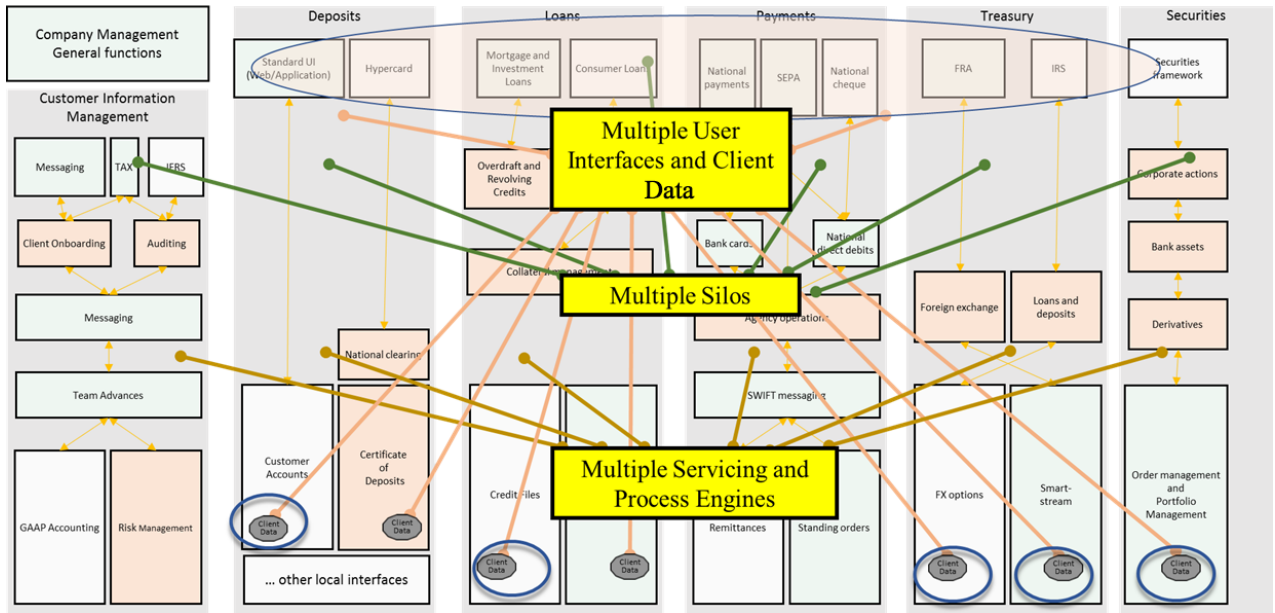 Company Management
General functions
Customer Information
Management
Messaging
TAX
IFRS
Client Onboarding
Auditing
Messaging
Team Advances
GAAP Accounting
Risk Management
Deposits
Standard UI
(Web/Application)
Hypercard
National clearing
Customer
Accounts
Certificate
of
Deposits
Client
Data
Client
Data
... other local interfaces
Loans
Mortgage and
Investment
Loans
Consumer Loans
Overdraft and
Revolving
Credits
Collateral management
Credit Files
Client
Data
Client
Data
Payments
National
payments
SEPA
National
cheque
Bank cards
National
direct debits
Agency operations
SWIFT messaging
Remittances
Standing orders
Treasury
FRA
IRS
Foreign exchange
Loans and
deposits
FX options
Smart-
stream
Client
Data
Client
Data
Securities
Securities
framework
Corporate actions
Bank assets
Derivatives
Order management
and
Portfolio
Management
Client
Data
Multiple User
Interfaces and Client
Data
Multiple Silos
Multiple Servicing and
Process Engines